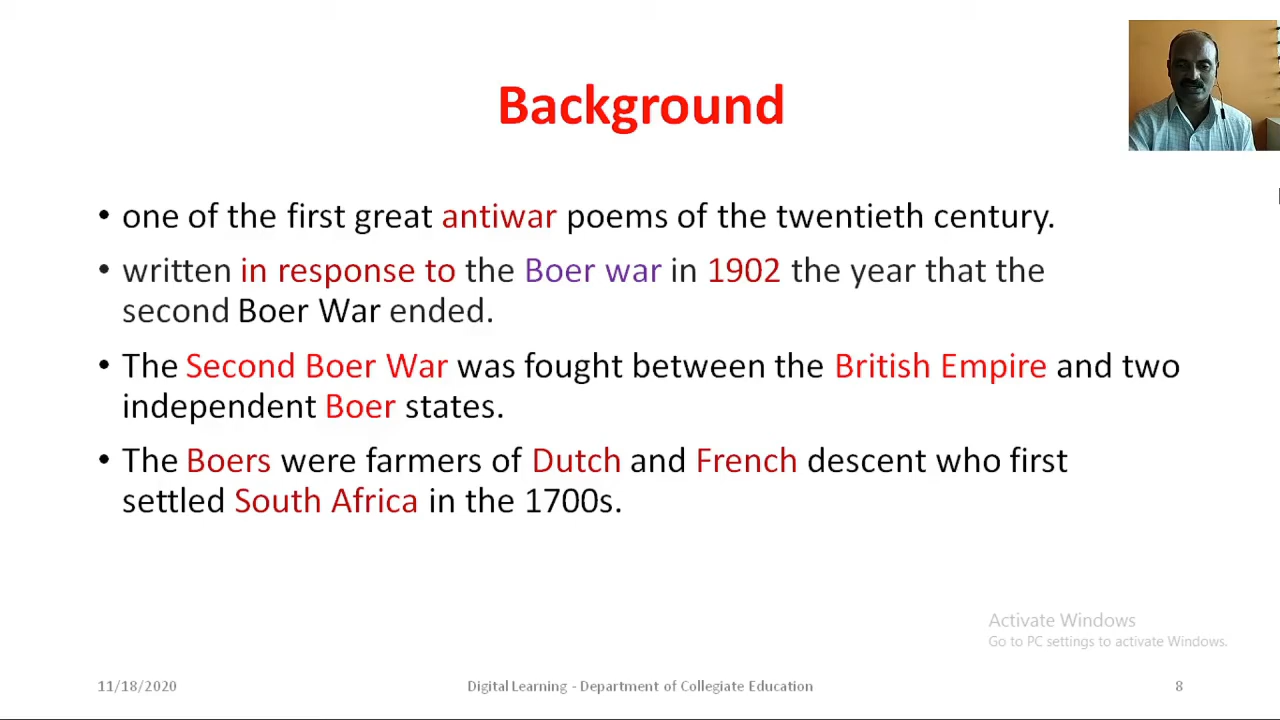 Background
• one of the first great antiwar poems of the twentieth century.
• written in response to the Boer war in 1902 the year that the
second Boer War ended.
• The Second Boer War was fought between the British Empire and two
independent Boer states.
• The Boers were farmers of Dutch and French descent who first
settled South Africa in the 1700s.
Activate Windows
Go to PC settings to activate Windows.
11/18/2020
Digital Learning - Department of Collegiate Education
8